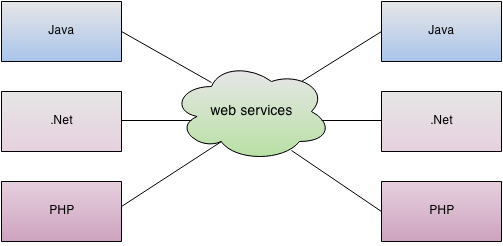 Java
Java
web services
.Net
.Net
PHP
PHP